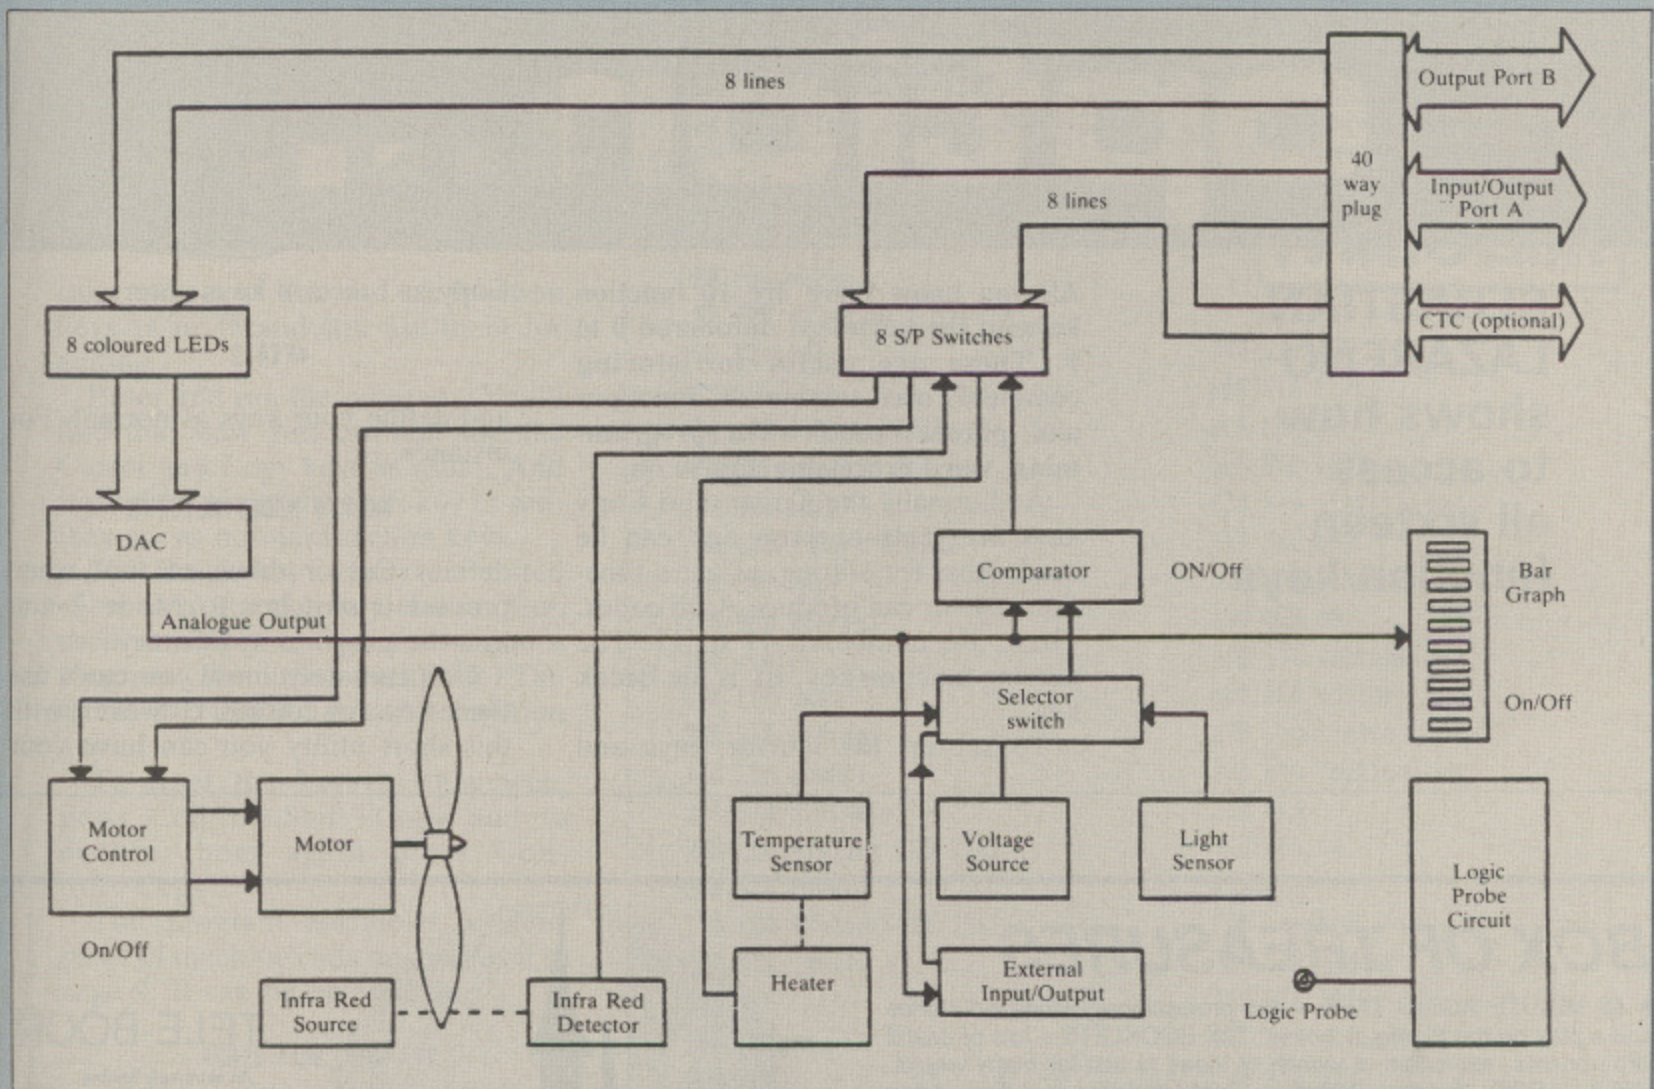 8 lines
Output Port B
40
way
plug
Input/Output
Port A
8 lines
CTC (optional)
8 coloured LEDs
8 S/P Switches
DAC
Comparator
ON/Off
Bar
Graph
Analogue Output
Selector
switch
On/Off
Motor
Control
Motor
Temperature
Sensor
Voltage
Source
Light
Sensor
Logic
Probe
Circuit
On/Off
Infra Red
Source
Infra Red
Detector
Heater
External
Input/Output
Logic Probe